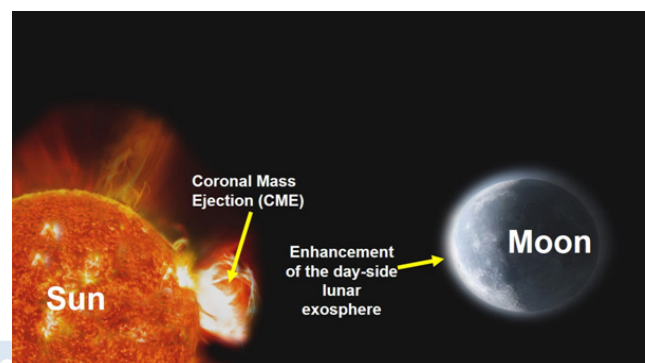 Coronal Mass
Ejection (CME)
Sun
Enhancement
of the day-side
lunar
exosphere
Moon